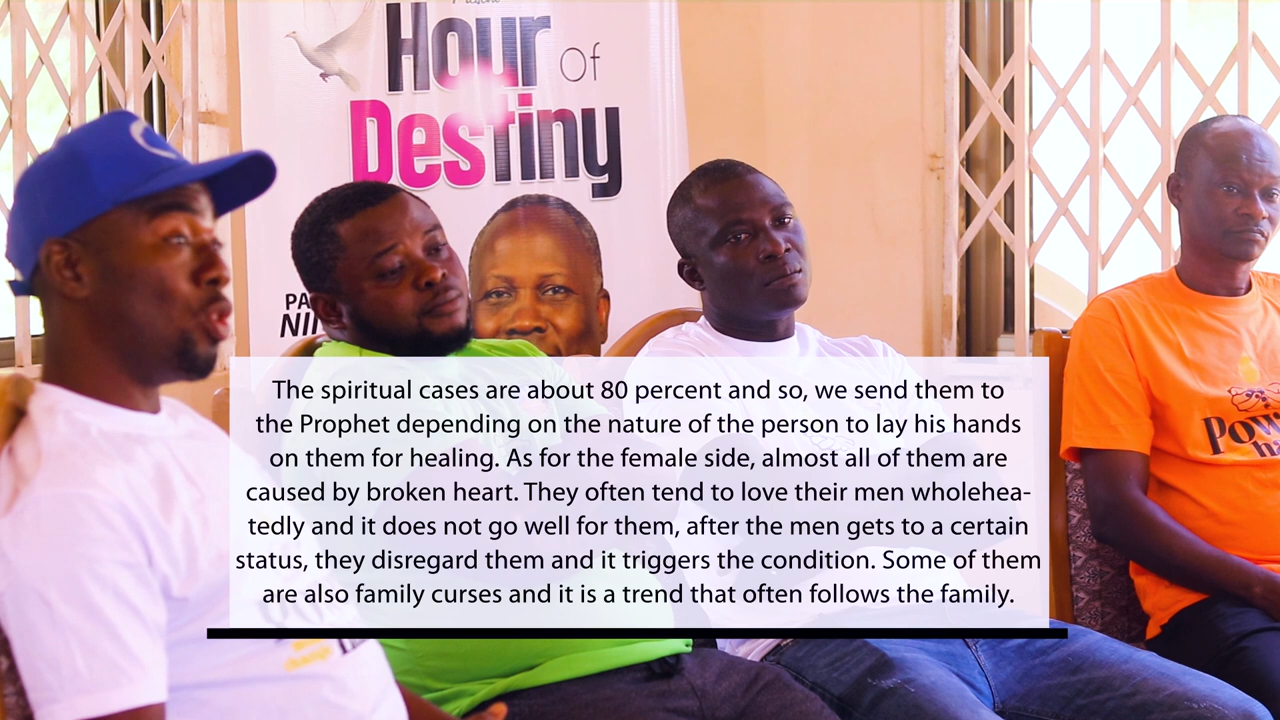 Present
Hour of
Destiny
PA
The spiritual cases are about 80 percent and so, we send them to
the Prophet depending on the nature of the person to lay his hands
on them for healing. As for the female side, almost all of them are
caused by broken heart. They often tend to love their men wholehea-
tedly and it does not go well for them, after the men gets to a certain
status, they disregard them and it triggers the condition. Some of them
are also family curses and it is a trend that often follows the family.